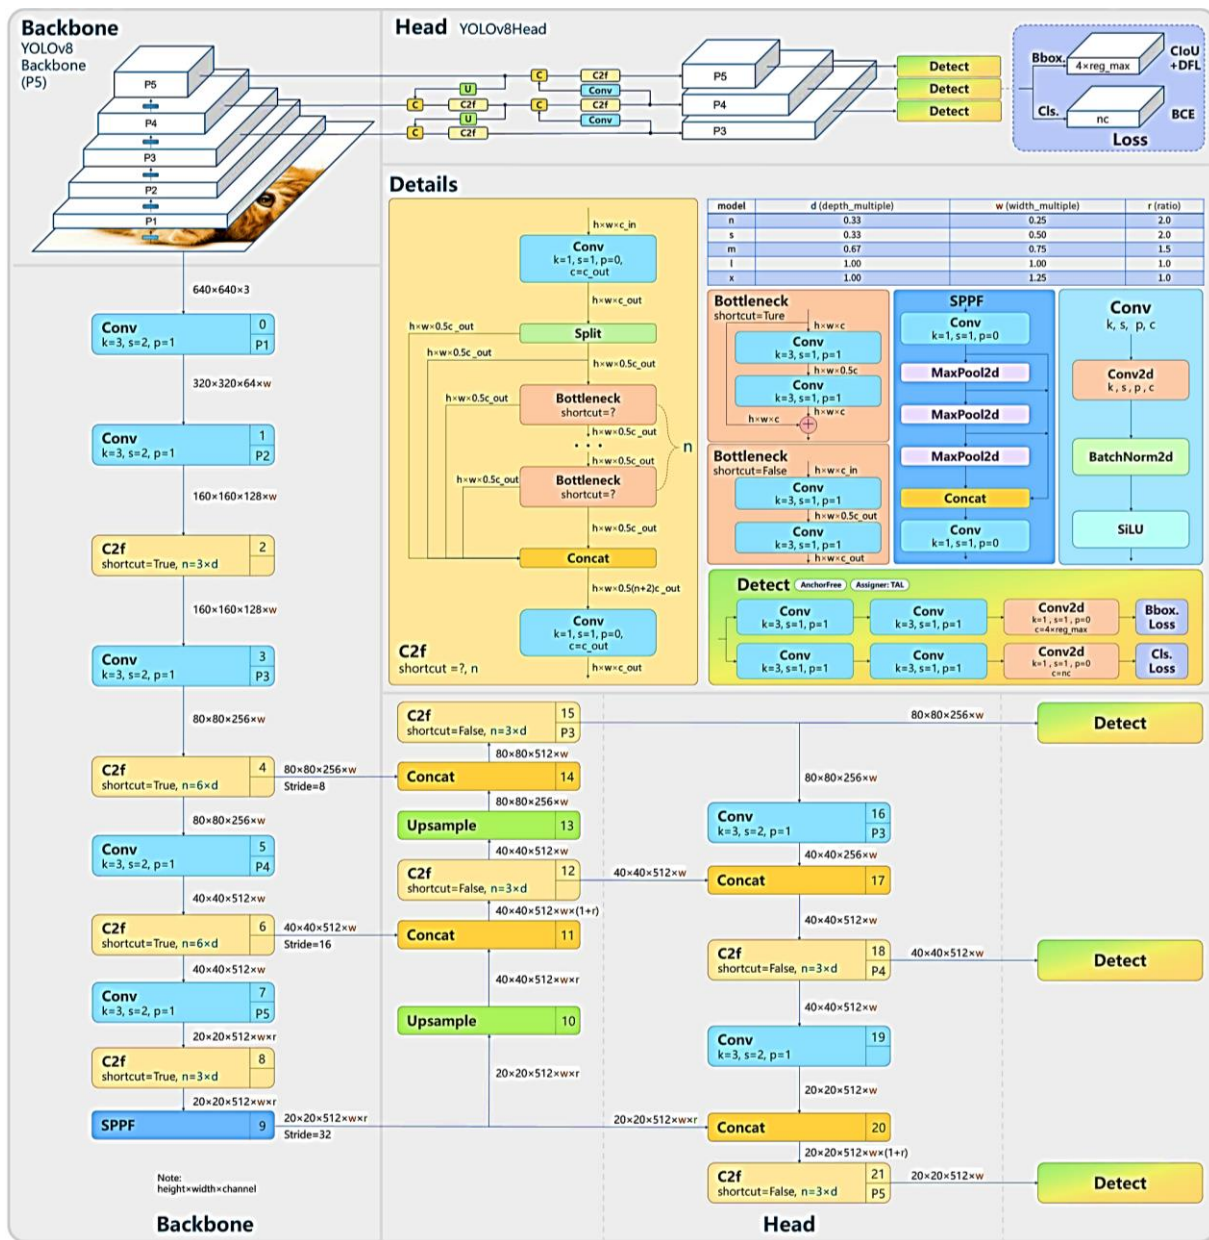 Backbone
YOLOv8
Backbone
(P5)
P5
P4
P3
P2
P1
Head YOLOv8Head
C
C2f
U
Conv
C
C2f
C
C2f
U
Conv
C
C2f
P5
P4
P3
Detect
Detect
Detect
Bbox.
4×reg_max
CIoU
+DFL
Cls.
nc
BCE
Loss
Details
h×w×c_in
Conv
k=1, s=1, p=0,
c=c_out
h×w×c_out
h×w×0.5c_out
Split
h×w×0.5c_out
h×w×0.5c_out
h×w×0.5c_out
Bottleneck
shortcut=?
h×w×0.5c_out
. . .
n
h×w×0.5c_out
h×w×0.5c_out
Bottleneck
shortcut=?
h×w×0.5c_out
Concat
h×w×0.5(n+2)c_out
Conv
k=1, s=1, p=0,
c=c_out
C2f
shortcut =?, n
h×w×c_out
model d (depth_multiple) w (width_multiple) r (ratio)
n 0.33 0.25 2.0
s 0.33 0.50 2.0
m 0.67 0.75 1.5
l 1.00 1.00 1.0
x 1.00 1.25 1.0
Bottleneck
shortcut=Ture
h×w×c
Conv
k=3, s=1, p=1
h×w×0.5c
Conv
k=3, s=1, p=1
h×w×c
h×w×c
+
Bottleneck
shortcut=False
h×w×c_in
Conv
k=3, s=1, p=1
h×w×0.5c_out
Conv
k=3, s=1, p=1
h×w×c_out
SPPF
Conv
k=1, s=1, p=0
MaxPool2d
MaxPool2d
MaxPool2d
Concat
Conv
k=1, s=1, p=0
Conv
k, s, p, c
Conv2d
k, s, p, c
BatchNorm2d
SiLU
Detect AnchorFree Assigner: TAL
Conv
k=3, s=1, p=1
Conv
k=3, s=1, p=1
Conv2d
k=1, s=1, p=0
c=4×reg_max
Bbox.
Loss
Conv
k=3, s=1, p=1
Conv
k=3, s=1, p=1
Conv2d
k=1, s=1, p=0
c=nc
Cls.
Loss
640×640×3
Conv 0
k=3, s=2, p=1 P1
320×320×64×w
Conv 1
k=3, s=2, p=1 P2
160×160×128×w
C2f 2
shortcut=True, n=3×d
160×160×128×w
Conv 3
k=3, s=2, p=1 P3
80×80×256×w
C2f 4
shortcut=True, n=6×d
80×80×256×w
Stride=8
80×80×256×w
Conv 5
k=3, s=2, p=1 P4
40×40×512×w
C2f 6
shortcut=True, n=6×d
40×40×512×w
Stride=16
40×40×512×w
Conv 7
k=3, s=2, p=1 P5
20×20×512×w×r
C2f 8
shortcut=True, n=3×d
20×20×512×w×r
SPPF 9
20×20×512×w×r
Stride=32
Note:
height×width×channel
Backbone
C2f 15
shortcut=False, n=3×d P3
80×80×512×w
Concat 14
80×80×256×w
Upsample 13
40×40×512×w
C2f 12
shortcut=False, n=3×d
40×40×512×w
40×40×512×w×(1+r)
Concat 11
40×40×512×w×r
Upsample 10
20×20×512×w×r
80×80×256×w
Detect
80×80×256×w
Conv 16
k=3, s=2, p=1 P3
40×40×256×w
Concat 17
40×40×512×w
C2f 18
shortcut=False, n=3×d P4
40×40×512×w
Detect
40×40×512×w
Conv 19
k=3, s=2, p=1
20×20×512×w
20×20×512×w×r
Concat 20
20×20×512×w×(1+r)
C2f 21
shortcut=False, n=3×d P5
20×20×512×w
Detect
Head